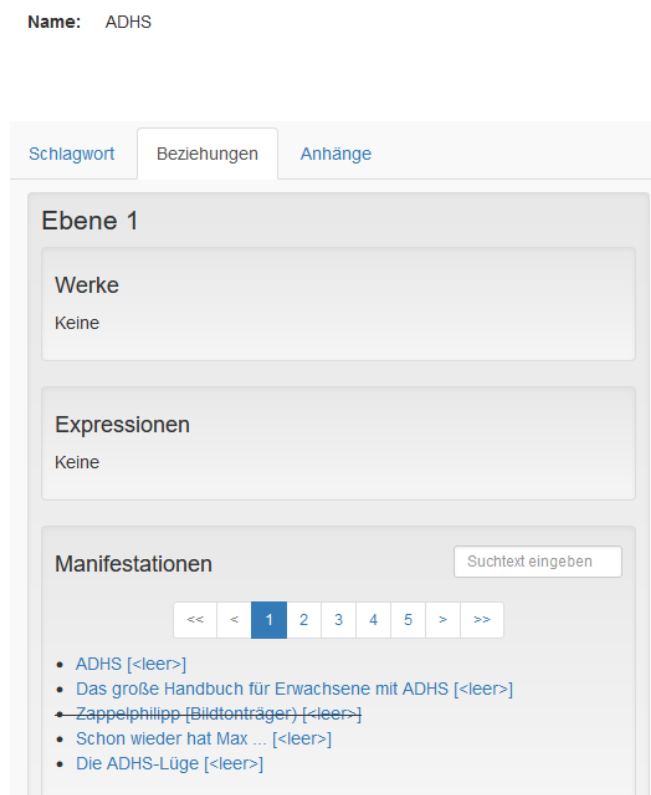 Name: ADHS
Schlagwort Beziehungen Anhänge
Ebene 1
Werke
Keine
Expressionen
Keine
Manifestationen Suchtext eingeben
<< < 1 2 3 4 5 > >>
• ADHS [<leer>]
• Das große Handbuch für Erwachsene mit ADHS [<leer>]
• Zappelphilipp [Bildtonträger) [<leer>]
• Schon wieder hat Max ... [<leer>]
• Die ADHS-Lüge [<leer>]